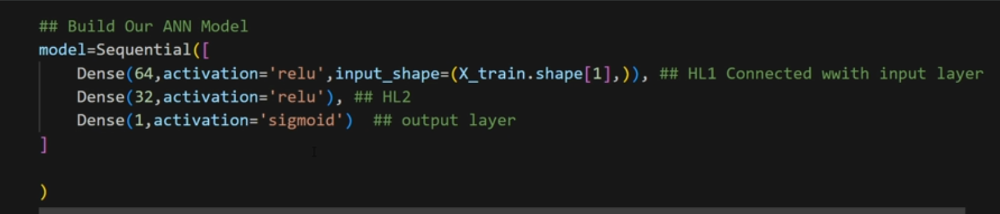 ## Build Our ANN Model
model=Sequential([
    Dense(64,activation='relu',input_shape=(X_train.shape[1],)), ## HL1 Connected wwith input layer
    Dense(32,activation='relu'), ## HL2
    Dense(1,activation='sigmoid')  ## output layer
]
)